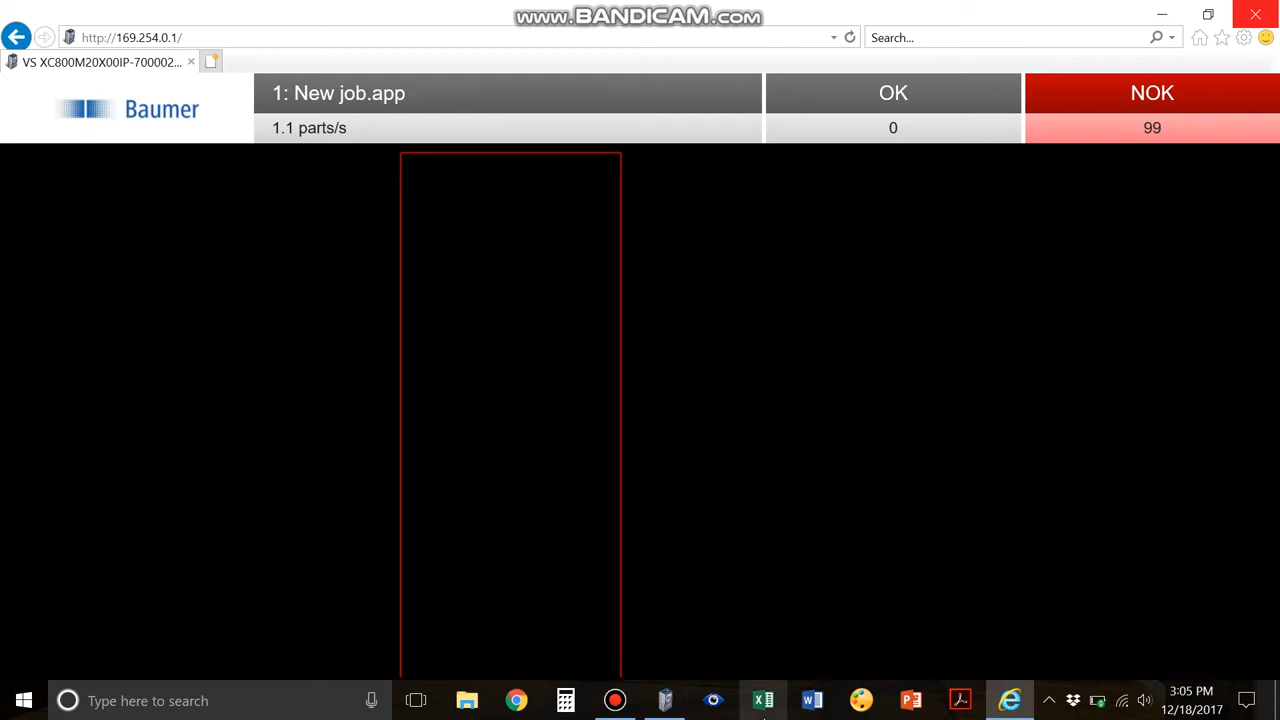 www.BANDICAM.com
http://169.254.0.1/
Search...
VS XC800M20X00IP-700002...
Baumer
1: New job.app
OK
NOK
1.1 parts/s
0
99
Type here to search
3:05 PM
12/18/2017